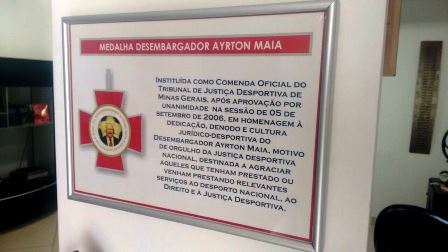 MEDALHA DESEMBARGADOR AYRTON MAIA
INSTITUÍDA COMO COMENDA OFICIAL DO
TRIBUNAL DE JUSTIÇA DESPORTIVA DE
MINAS GERAIS, APÓS APROVAÇÃO POR
UNANIMIDADE NA SESSÃO DE 05 DE
SETEMBRO DE 2006, EM HOMENAGEM À
DEDICAÇÃO, DENODO E CULTURA
JURÍDICO-DESPORTIVA DO
DESEMBARGADOR AYRTON MAIA, MOTIVO
DE ORGULHO DA JUSTIÇA DESPORTIVA
NACIONAL, DESTINADA A AGRACIAR
AQUELES QUE TENHAM PRESTADO OU
VENHAM PRESTANDO RELEVANTES
SERVIÇOS AO DESPORTO NACIONAL, AO
DIREITO E À JUSTIÇA DESPORTIVA.